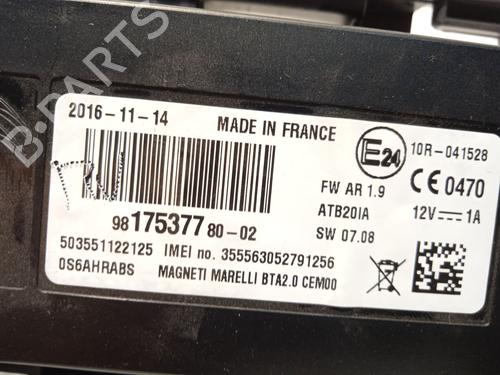 B-PARTS
2016-11-14
MADE IN FRANCE
E24
10R-041528
FW AR 1.9
CE 0470
ATB20IA
12V⎓1A
98 175377 80-02
SW 07.08
503551122125 IMEI no. 355563052791256
0S6AHRABS MAGNETI MARELLI BTA2.0 CEM00